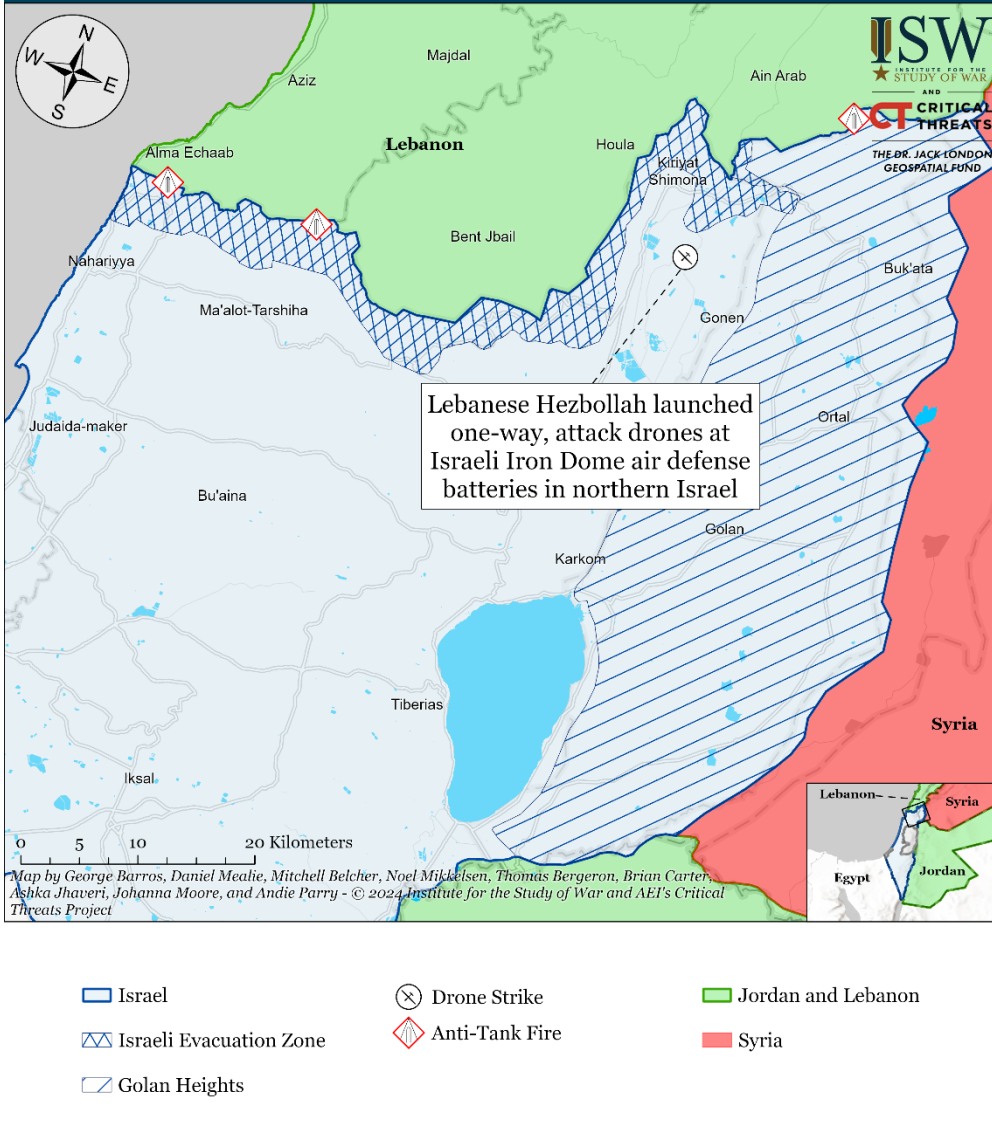 N
W
E
S
ISW
INSTITUTE FOR THE
STUDY OF WAR
AND
CT CRITICAL
THREATS
THE DR. JACK LONDON
GEOSPATIAL FUND
Majdal
Aziz
Ain Arab
Lebanon
Houla
Alma Echaab
Kiriyat
Shimona
Bent Jbail
Nahariyya
Buk'ata
Ma'alot-Tarshiha
Gonen
Lebanese Hezbollah launched
one-way, attack drones at
Israeli Iron Dome air defense
batteries in northern Israel
Judaida-maker
Ortal
Bu'aina
Golan
Karkom
Tiberias
Syria
Iksal
0 5 10 20 Kilometers
Map by George Barros, Daniel Mealie, Mitchell Belcher, Noel Mikkelsen, Thomas Bergeron, Brian Carter,
Ashka Jhaveri, Johanna Moore, and Andie Parry - © 2024 Institute for the Study of War and AEI's Critical
Threats Project
Lebanon
Syria
Egypt
Jordan
Israel
Israeli Evacuation Zone
Golan Heights
Drone Strike
Anti-Tank Fire
Jordan and Lebanon
Syria